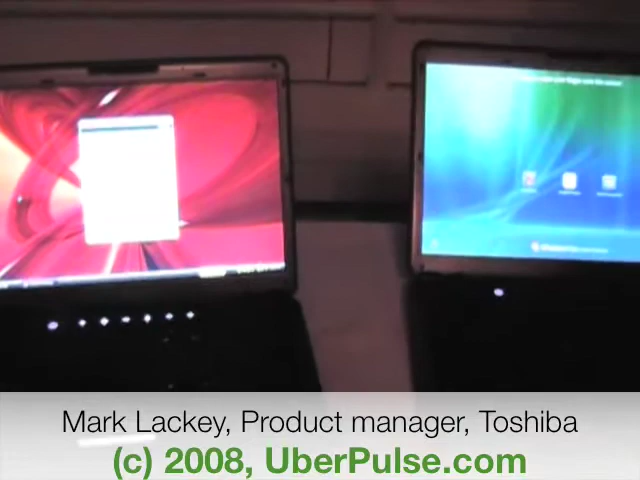 Mark Lackey, Product manager, Toshiba
(c) 2008, UberPulse.com